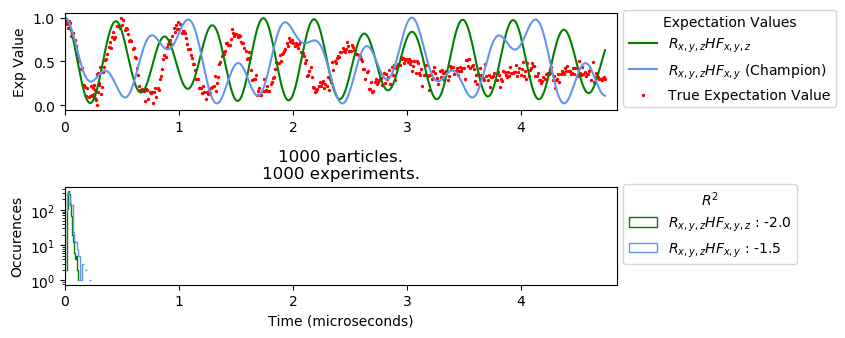 1.0
0.5
0.0
Exp Value
0
1
2
3
4
Expectation Values
R_{x,y,z}HF_{x,y,z}
R_{x,y,z}HF_{x,y} (Champion)
True Expectation Value
1000 particles.
1000 experiments.
10^2
10^1
10^0
Occurences
0
1
2
3
4
Time (microseconds)
R^2
R_{x,y,z}HF_{x,y,z} : -2.0
R_{x,y,z}HF_{x,y} : -1.5